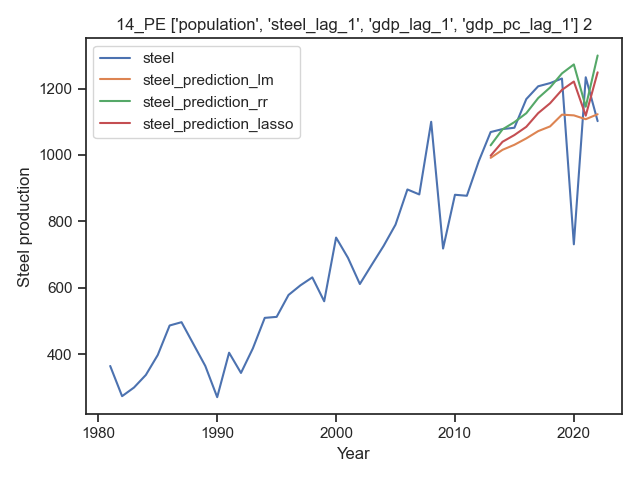 14_PE ['population', 'steel_lag_1', 'gdp_lag_1', 'gdp_pc_lag_1'] 2
steel
steel_prediction_lm
steel_prediction_rr
steel_prediction_lasso
Steel production
1200
1000
800
600
400
1980
1990
2000
2010
2020
Year